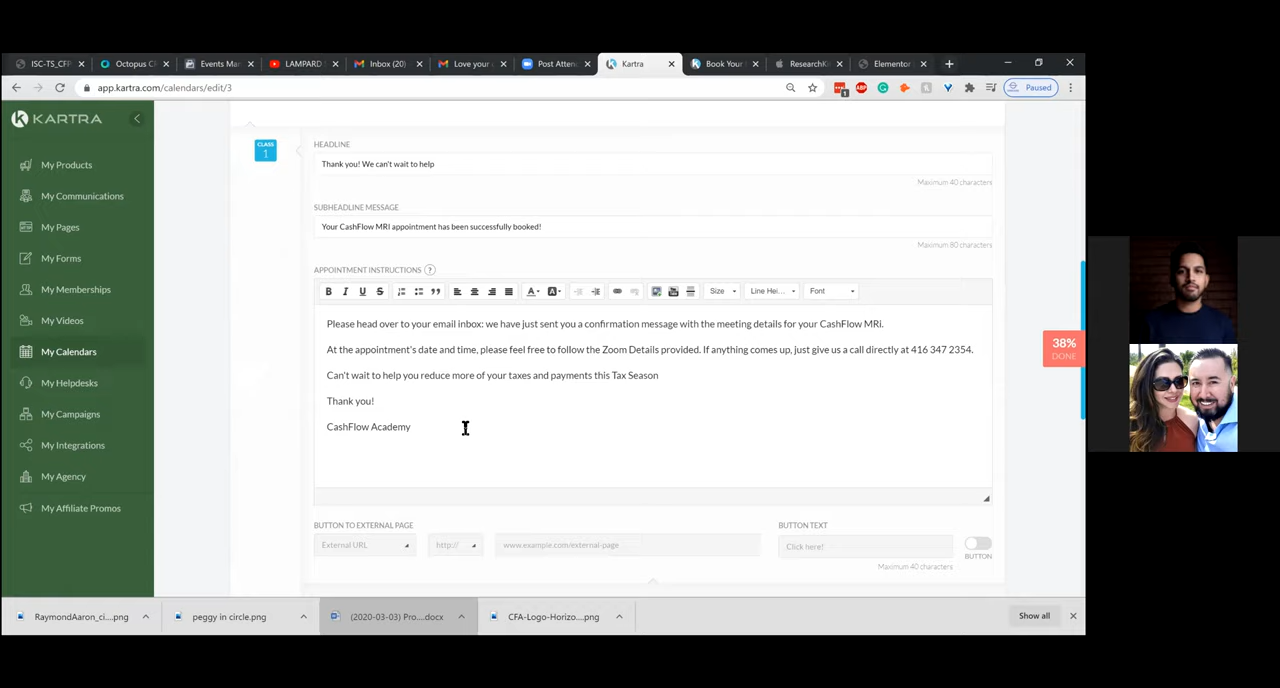 ISC-TS_CFP
Octopus C
Events Ma
LAMPARD
Inbox (20)
Love your
Post Atten
Kartra
Book Your
ResearchK
Elementor
app.kartra.com/calendars/edit/3
ABP
1
Paused
KARTRA
My Products
My Communications
My Pages
My Forms
My Memberships
My Videos
My Calendars
My Helpdesks
My Campaigns
My Integrations
My Agency
My Affiliate Promos
CLASS
1
HEADLINE
Thank you! We can't wait to help
Maximum 40 characters
SUBHEADLINE MESSAGE
Your CashFlow MRI appointment has been successfully booked!
Maximum 80 characters
APPOINTMENT INSTRUCTIONS ?
B I U S A A Size Line Hei... Font
Please head over to your email inbox: we have just sent you a confirmation message with the meeting details for your CashFlow MRi.
At the appointment's date and time, please feel free to follow the Zoom Details provided. If anything comes up, just give us a call directly at 416 347 2354.
Can't wait to help you reduce more of your taxes and payments this Tax Season
Thank you!
CashFlow Academy
38%
DONE
BUTTON TO EXTERNAL PAGE
BUTTON TEXT
External URL
http://
www.example.com/external-page
Click here!
BUTTON
Maximum 40 characters
RaymondAaron_ci....png
peggy in circle.png
(2020-03-03) Pro....docx
CFA-Logo-Horizo....png
Show all